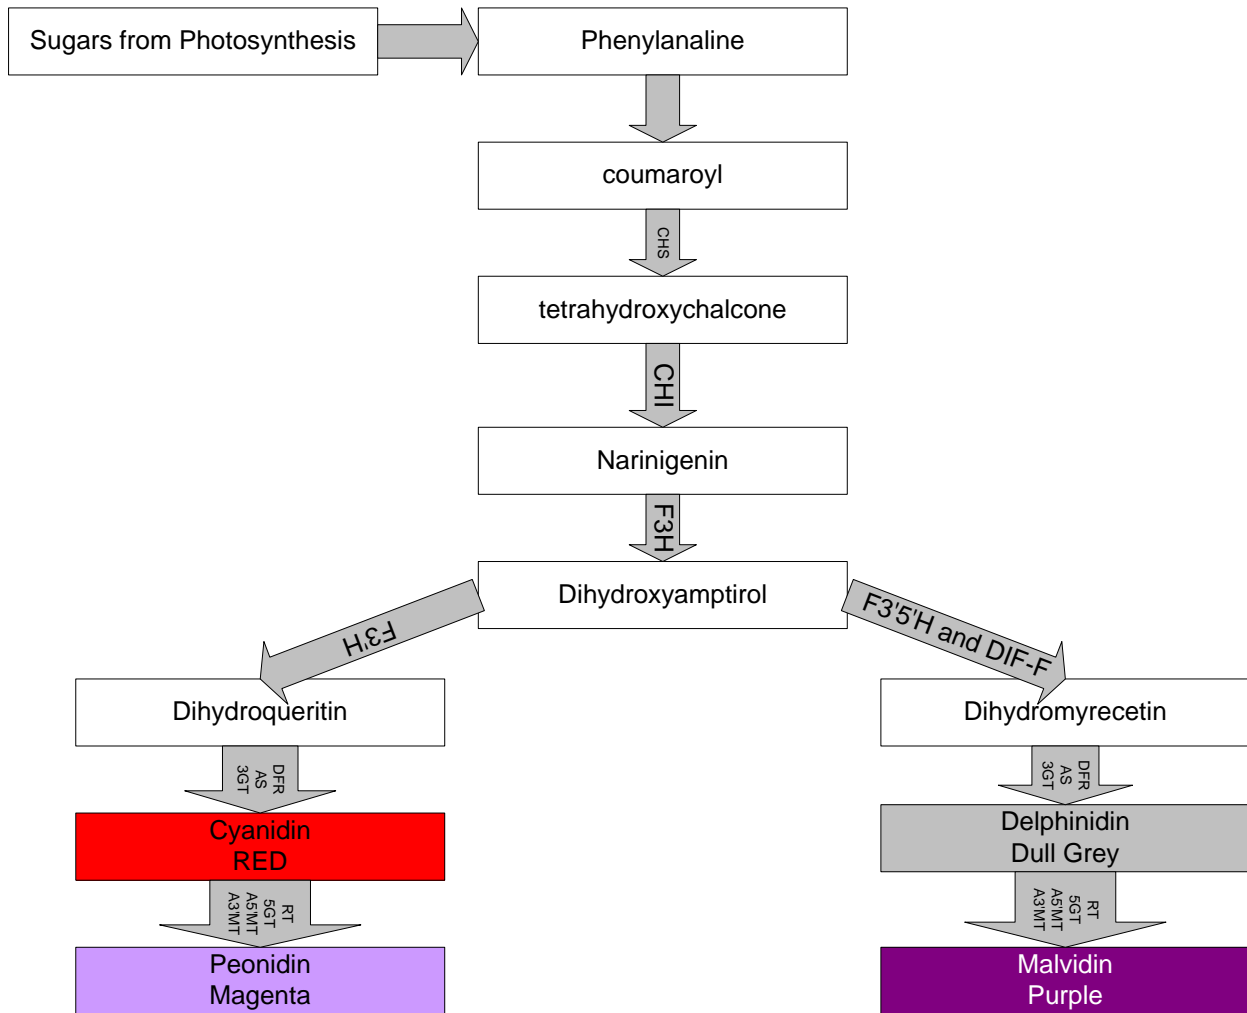 Sugars from Photosynthesis
Phenylanaline
coumaroyl
CHS
tetrahydroxychalcone
CHI
Narinigenin
F3H
Dihydroxyamptirol
F3'H
F3'5'H and DIF-F
Dihydroqueritin
Dihydromyrecetin
DFR
AS
3GT
DFR
AS
3GT
Cyanidin
RED
Delphinidin
Dull Grey
RT
5GT
A5'MT
A3'MT
RT
5GT
A5'MT
A3'MT
Peonidin
Magenta
Malvidin
Purple